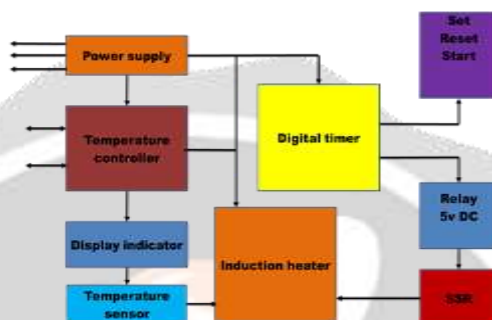 Power supply
Set
Reset
Start
Temperature
controller
Digital timer
Relay
5v DC
Display indicator
Induction heater
Temperature
sensor
SSR